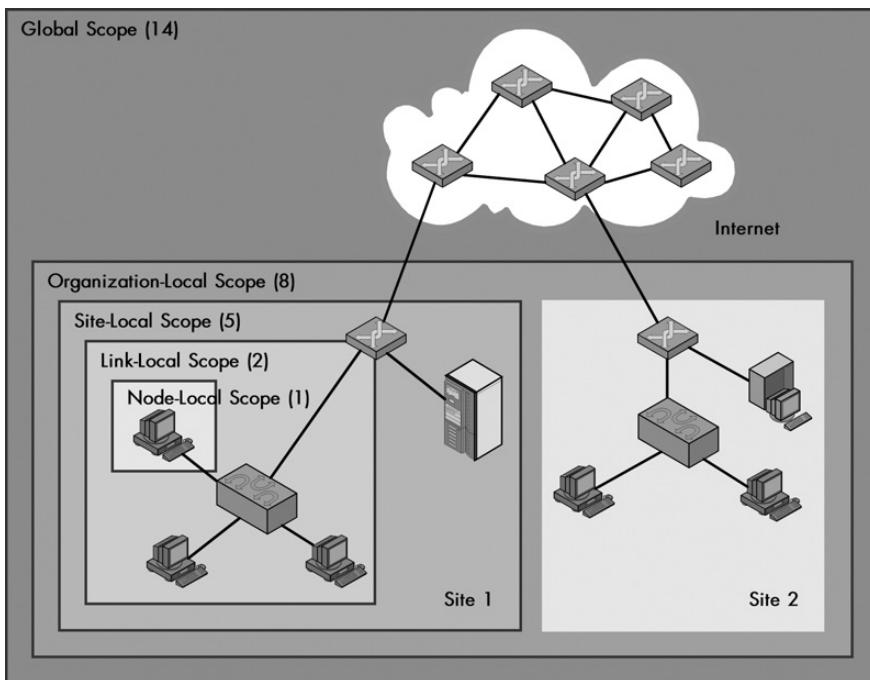 Global Scope (14)
Internet
Organization-Local Scope (8)
Site-Local Scope (5)
Link-Local Scope (2)
Node-Local Scope (1)
Site 1
Site 2